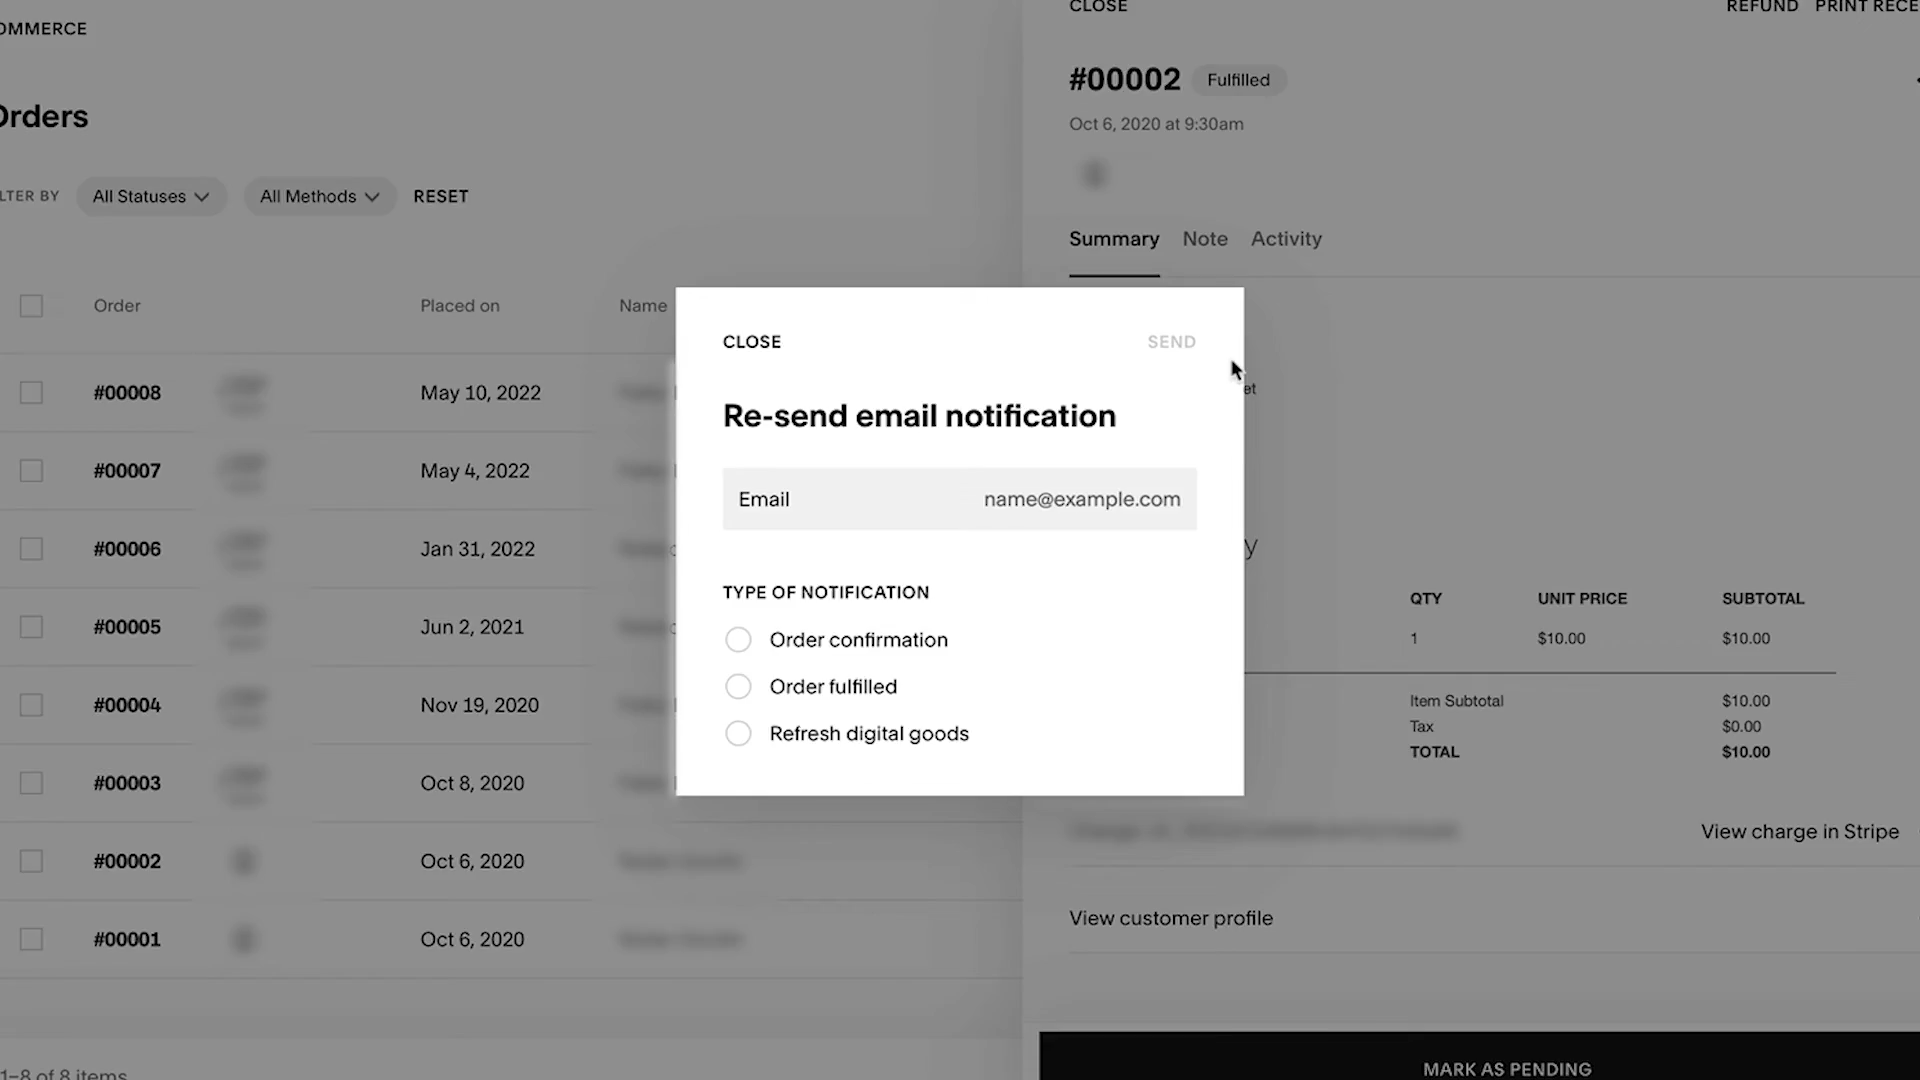 OMMERCE
CLOSE
REFUND PRINT RECE
Orders
#00002 Fulfilled
Oct 6, 2020 at 9:30am
LTER BY All Statuses All Methods RESET
Summary Note Activity
Order Placed on Name
#00008 May 10, 2022
#00007 May 4, 2022
#00006 Jan 31, 2022
#00005 Jun 2, 2021
#00004 Nov 19, 2020
#00003 Oct 8, 2020
#00002 Oct 6, 2020
#00001 Oct 6, 2020
1–8 of 8 items
CLOSE SEND
Re-send email notification
Email name@example.com
TYPE OF NOTIFICATION
Order confirmation
Order fulfilled
Refresh digital goods
et
y
QTY UNIT PRICE SUBTOTAL
1 $10.00 $10.00
Item Subtotal $10.00
Tax $0.00
TOTAL $10.00
View charge in Stripe
View customer profile
MARK AS PENDING